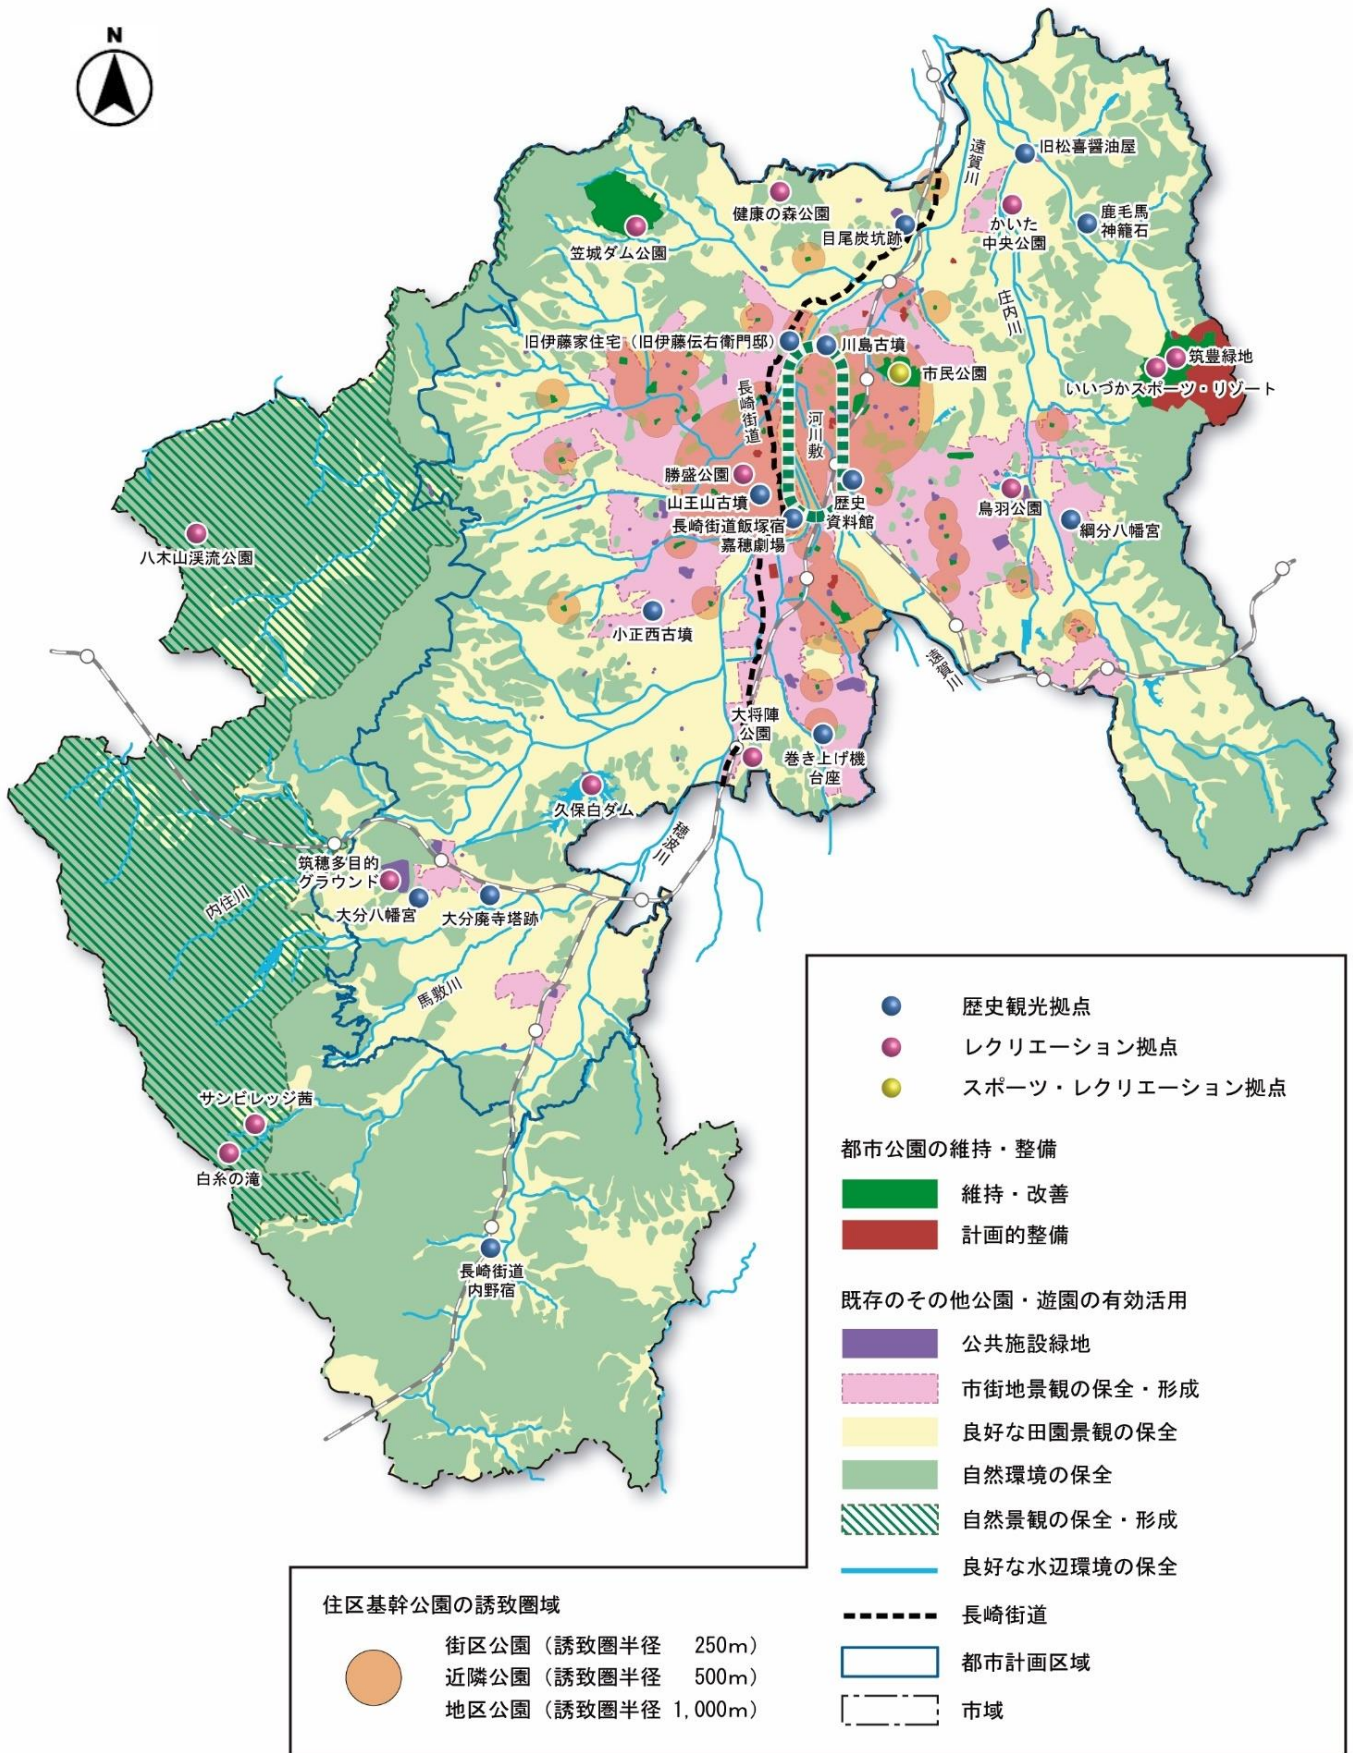 N
遠賀川
旧松喜醤油屋
健康の森公園
かいた
中央公園
鹿毛馬
神籠石
目尾炭坑跡
笠城ダム公園
庄内川
旧伊藤家住宅（旧伊藤伝右衛門邸）
川島古墳
筑豊緑地
市民公園
いいづかスポーツ・リゾート
長崎街道
河川敷
勝盛公園
山王山古墳
歴史
資料館
鳥羽公園
長崎街道飯塚宿
嘉穂劇場
綱分八幡宮
八木山渓流公園
小正西古墳
遠賀川
大将陣
公園
巻き上げ機
台座
久保白ダム
穂波川
筑穂多目的
グラウンド
内住川
大分八幡宮
大分廃寺塔跡
馬敷川
サンビレッジ茜
白糸の滝
長崎街道
内野宿
歴史観光拠点
レクリエーション拠点
スポーツ・レクリエーション拠点
都市公園の維持・整備
維持・改善
計画的整備
既存のその他公園・遊園の有効活用
公共施設緑地
市街地景観の保全・形成
良好な田園景観の保全
自然環境の保全
自然景観の保全・形成
良好な水辺環境の保全
長崎街道
都市計画区域
市域
住区基幹公園の誘致圏域
街区公園（誘致圏半径　250m）
近隣公園（誘致圏半径　500m）
地区公園（誘致圏半径 1,000m）